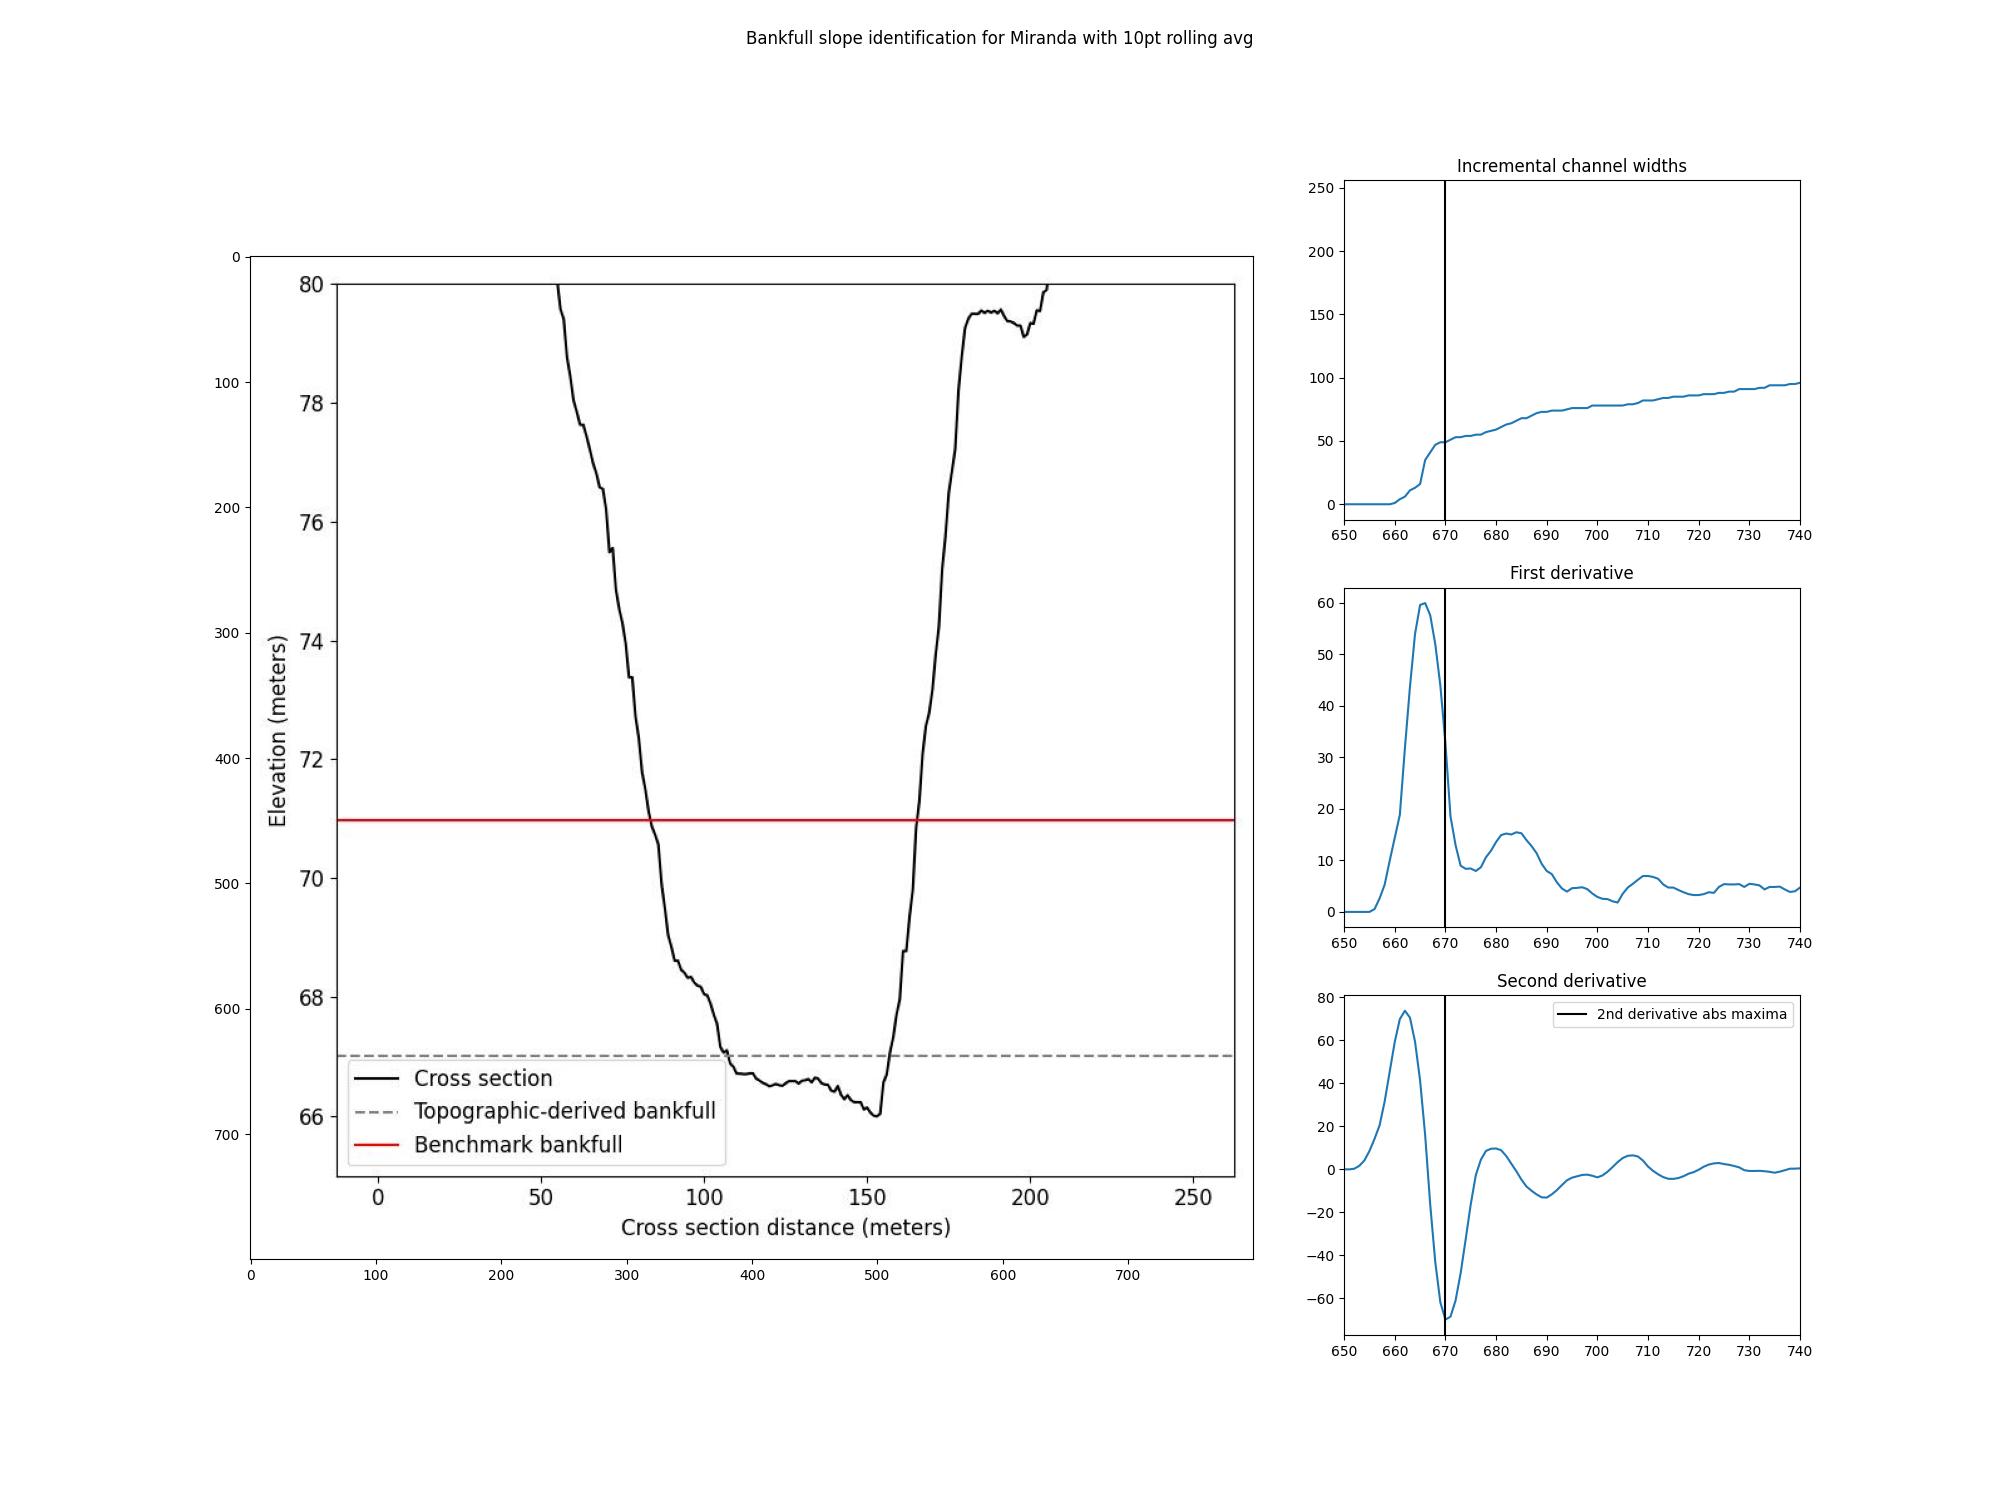 Bankfull slope identification for Miranda with 10pt rolling avg
0
100
200
300
400
500
600
700
80
78
76
74
72
70
68
66
Elevation (meters)
Cross section
Topographic-derived bankfull
Benchmark bankfull
0 50 100 150 200 250
Cross section distance (meters)
0 100 200 300 400 500 600 700
Incremental channel widths
250
200
150
100
50
0
650 660 670 680 690 700 710 720 730 740
First derivative
60
50
40
30
20
10
0
650 660 670 680 690 700 710 720 730 740
Second derivative
80
60
40
20
0
−20
−40
−60
2nd derivative abs maxima
650 660 670 680 690 700 710 720 730 740